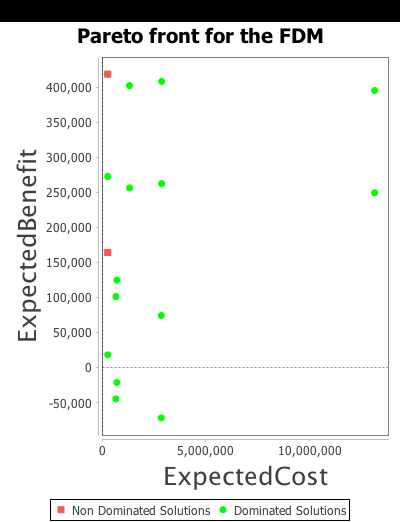 Pareto front for the FDM
ExpectedBenefit
400,000
350,000
300,000
250,000
200,000
150,000
100,000
50,000
0
-50,000
0 5,000,000 10,000,000
ExpectedCost
Non Dominated Solutions Dominated Solutions